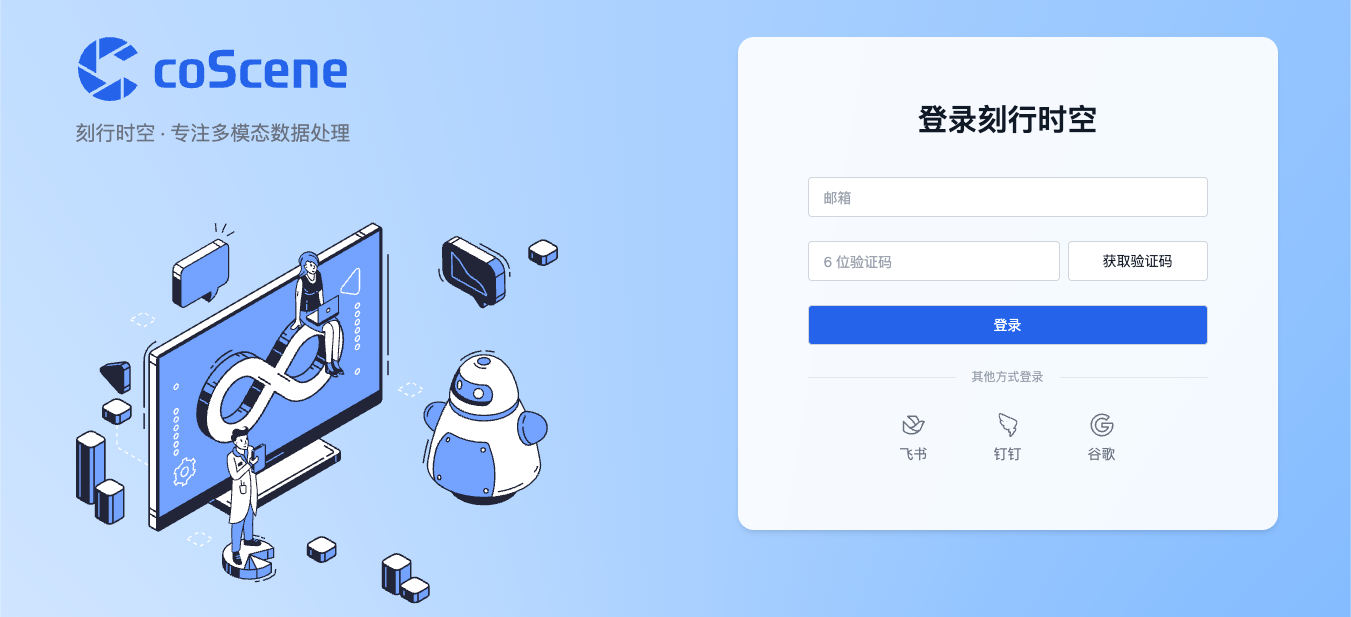 coScene
刻行时空 · 专注多模态数据处理
登录刻行时空
邮箱
6 位验证码
获取验证码
登录
其他方式登录
飞书
钉钉
谷歌